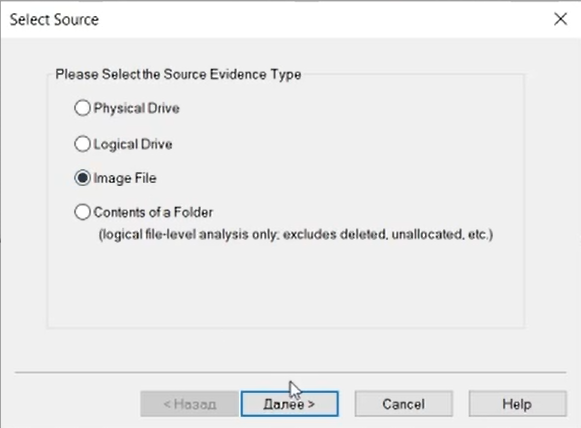 Select Source
Please Select the Source Evidence Type
Physical Drive
Logical Drive
Image File
Contents of a Folder
(logical file-level analysis only; excludes deleted, unallocated, etc.)
< Назад
Далее >
Cancel
Help